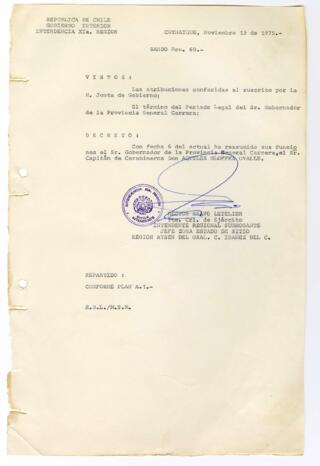 REPUBLICA DE CHILE
GOBIERNO INTERIOR
INTENDENCIA XIa. REGION
COYHAIQUE, Noviembre 13 de 1975.-
BANDO Nro. 69.-
V I S T O S :
Las atribuciones conferidas al suscrito por la
H. Junta de Gobierno;
El término del Período Legal del Sr. Gobernador
de la Provincia General Carrera;
D E C R E T O :
Con fecha 6 del actual ha reasumido sus funcio
nes el Sr. Gobernador de la Provincia General Carrera, el Sr.
Capitán de Carabineros Don OVALLE.
BRAVO LETELIER
Tte. Crl. de Ejército
INTENDENTE REGIONAL SUBROGANTE
JEFE ZONA ESTADO DE SITIO
REGION AYSEN DEL GRAL. C. IBAÑEZ DEL C.
REPARTIDO :
CONFORME PLAN A.1.-